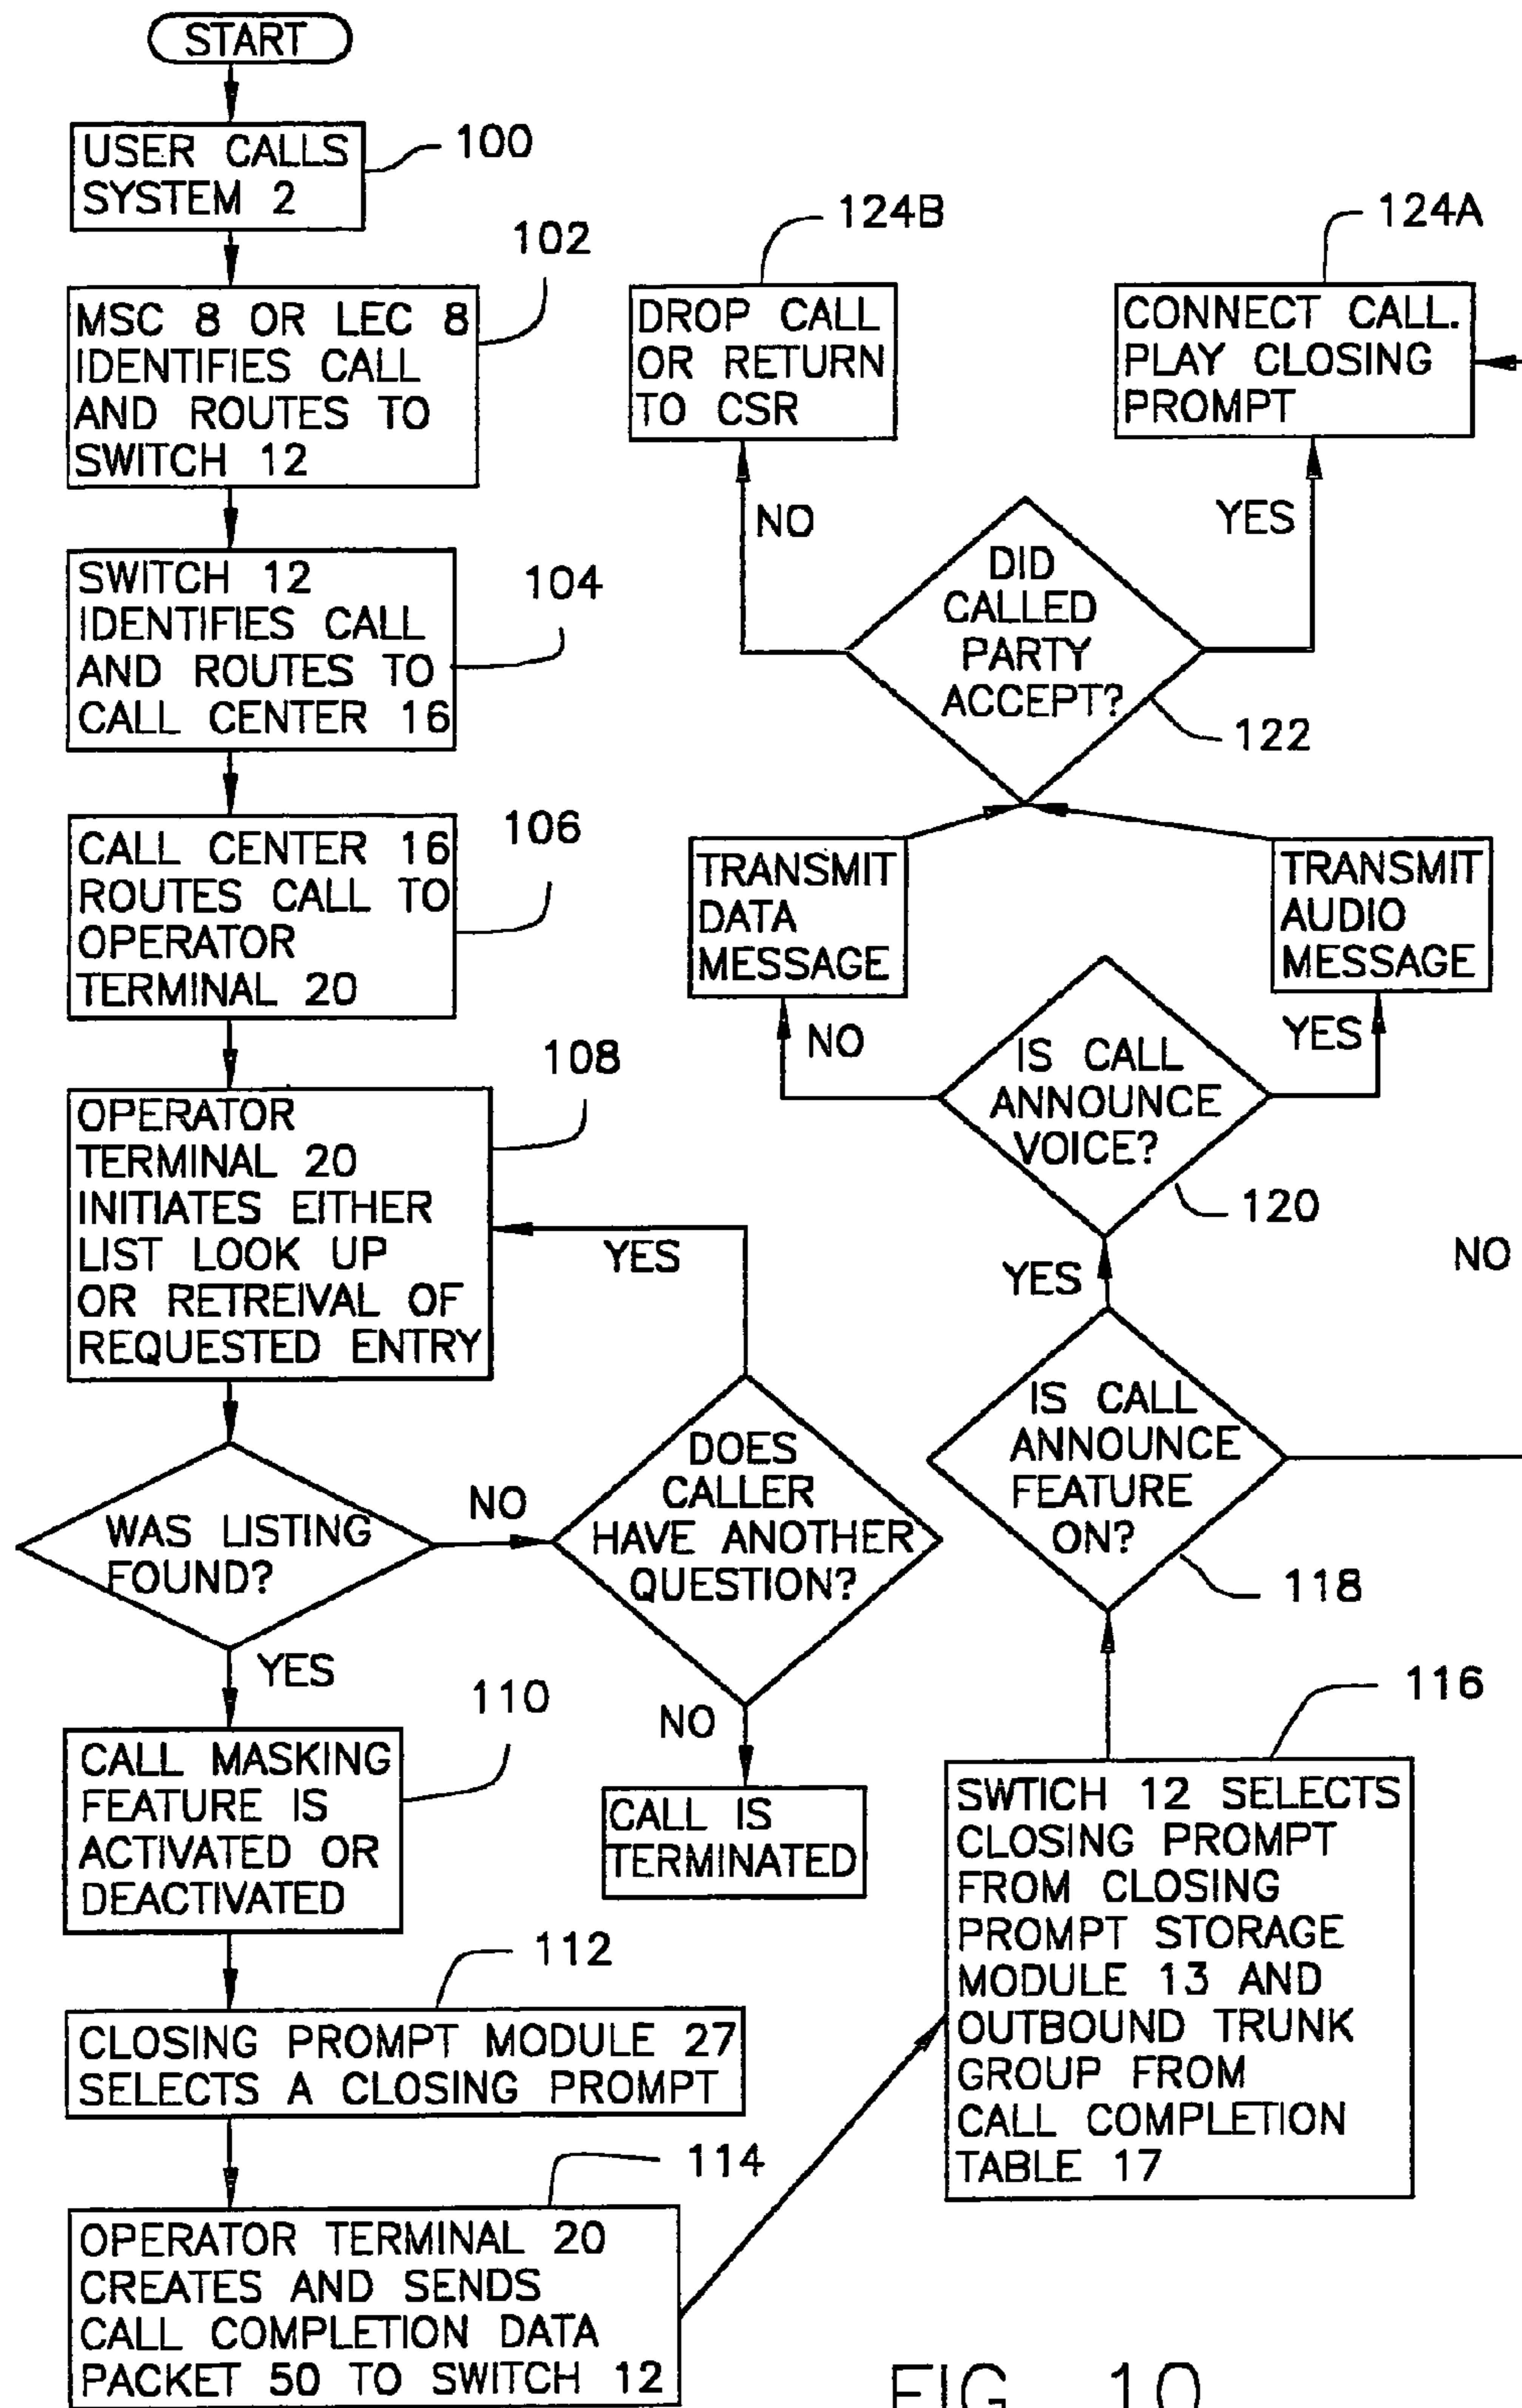 START
USER CALLS
SYSTEM 2
100
MSC 8 OR LEC 8
IDENTIFIES CALL
AND ROUTES TO
SWITCH 12
102
SWITCH 12
IDENTIFIES CALL
AND ROUTES TO
CALL CENTER 16
104
CALL CENTER 16
ROUTES CALL TO
OPERATOR
TERMINAL 20
106
OPERATOR
TERMINAL 20
INITIATES EITHER
LIST LOOK UP
OR RETREIVAL OF
REQUESTED ENTRY
108
WAS LISTING
FOUND?
NO
DOES
CALLER
HAVE ANOTHER
QUESTION?
YES
NO
CALL IS
TERMINATED
YES
CALL MASKING
FEATURE IS
ACTIVATED OR
DEACTIVATED
110
CLOSING PROMPT MODULE 27
SELECTS A CLOSING PROMPT
112
OPERATOR TERMINAL 20
CREATES AND SENDS
CALL COMPLETION DATA
PACKET 50 TO SWITCH 12
114
SWTICH 12 SELECTS
CLOSING PROMPT
FROM CLOSING
PROMPT STORAGE
MODULE 13 AND
OUTBOUND TRUNK
GROUP FROM
CALL COMPLETION
TABLE 17
116
IS CALL
ANNOUNCE
FEATURE
ON?
118
NO
YES
IS CALL
ANNOUNCE
VOICE?
120
NO
YES
TRANSMIT
DATA
MESSAGE
TRANSMIT
AUDIO
MESSAGE
DID
CALLED
PARTY
ACCEPT?
122
NO
YES
DROP CALL
OR RETURN
TO CSR
124B
CONNECT CALL.
PLAY CLOSING
PROMPT
124A
FIG. 10